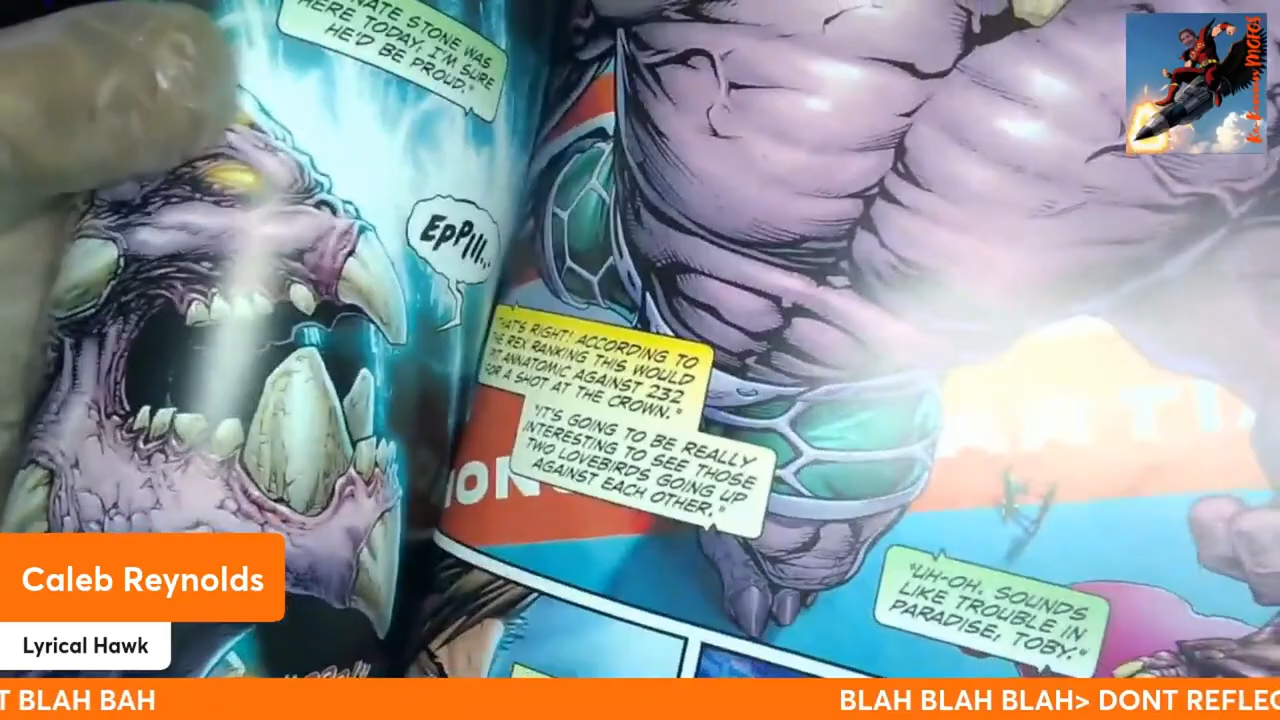 NATE STONE WAS
HERE TODAY, I'M SURE
HE'D BE PROUD."
EPPIII...
THAT'S RIGHT! ACCORDING TO
THE REX RANKING THIS WOULD
PIT ANNATOMIC AGAINST 232
FOR A SHOT AT THE CROWN."
"IT'S GOING TO BE REALLY
INTERESTING TO SEE THOSE
TWO LOVEBIRDS GOING UP
AGAINST EACH OTHER."
"UH-OH. SOUNDS
LIKE TROUBLE IN
PARADISE, TOBY."
Caleb Reynolds
Lyrical Hawk
T BLAH BAH
BLAH BLAH BLAH> DONT REFLEC